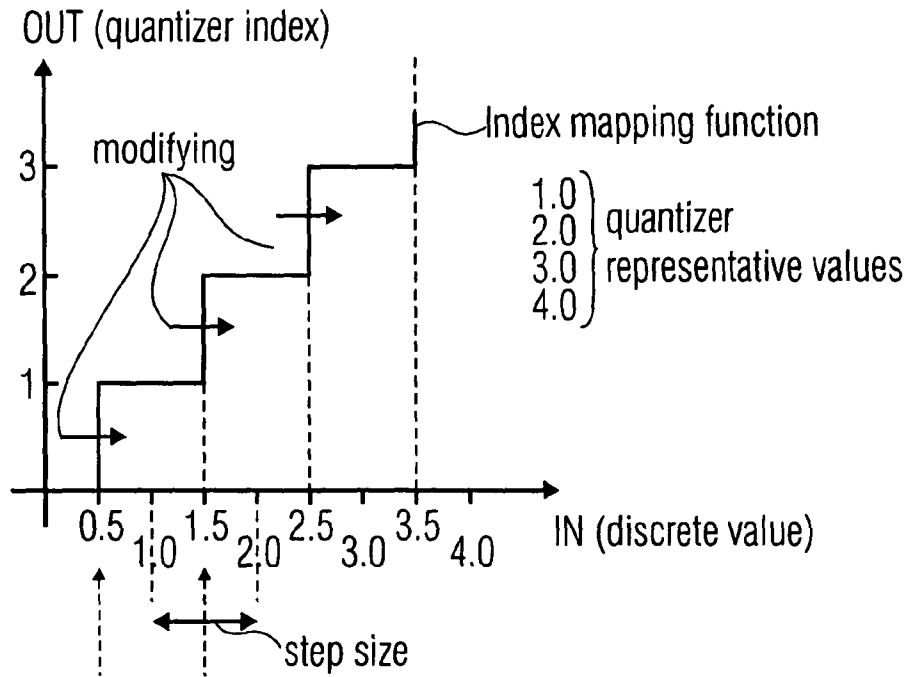 OUT (quantizer index)
Index mapping function
modifying
3
1.0
2.0
3.0
4.0
quantizer
representative values
2
1
0.5 1.5 2.5 3.5
1.0 2.0 3.0 4.0
IN (discrete value)
step size